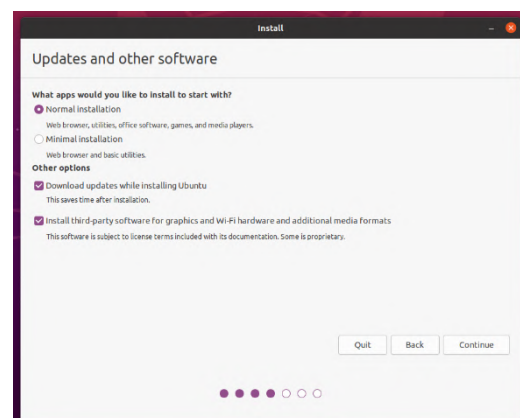 Install
Updates and other software
What apps would you like to install to start with?
Normal installation
Web browser, utilities, office software, games, and media players.
Minimal installation
Web browser and basic utilities.
Other options
Download updates while installing Ubuntu
This saves time after installation.
Install third-party software for graphics and Wi-Fi hardware and additional media formats
This software is subject to license terms included with its documentation. Some is proprietary.
Quit Back Continue